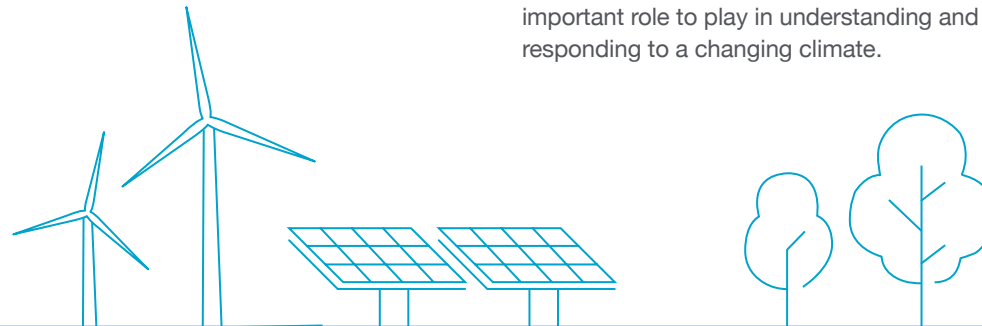 important role to play in understanding and
responding to a changing climate.